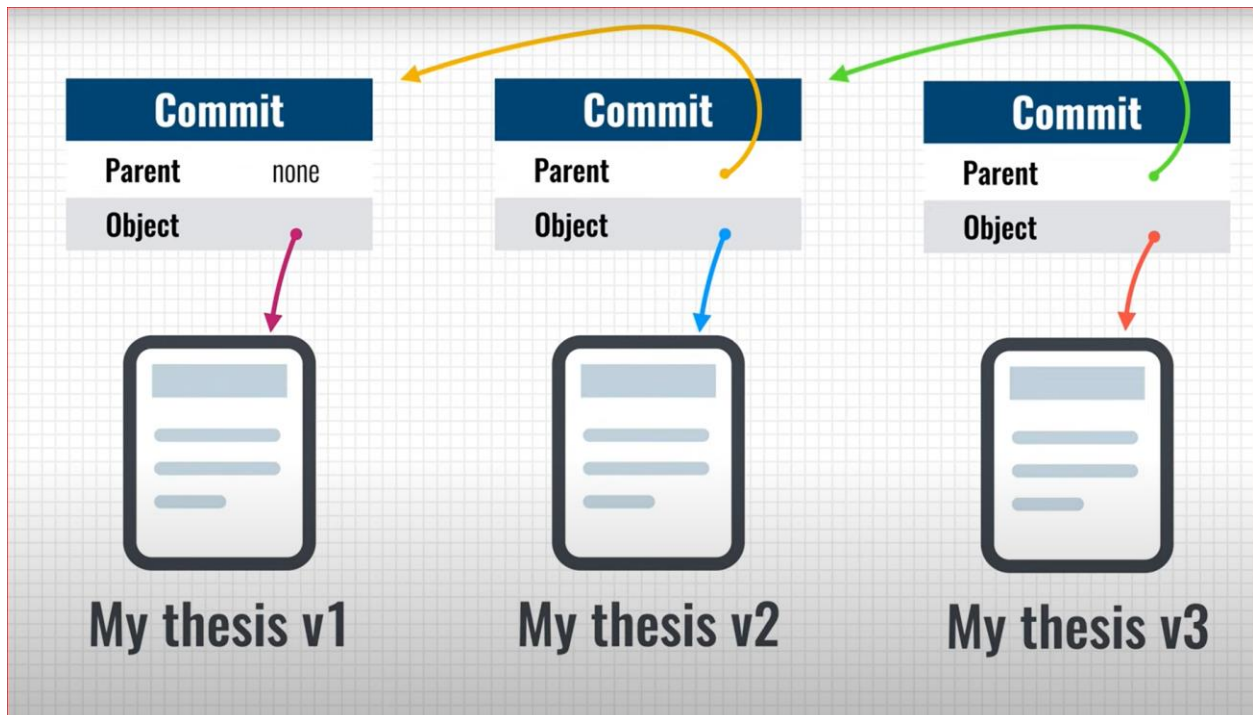 Commit
Parent none
Object
My thesis v1
Commit
Parent
Object
My thesis v2
Commit
Parent
Object
My thesis v3